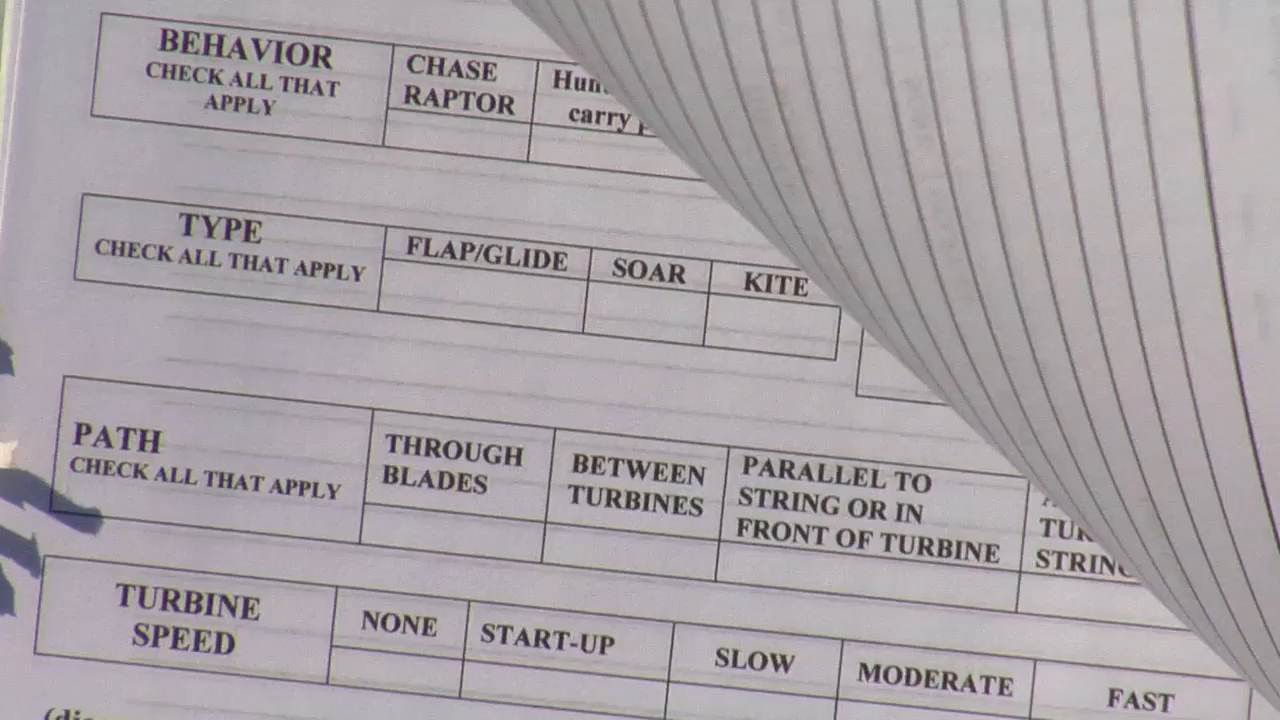 BEHAVIOR
CHECK ALL THAT
APPLY
CHASE
RAPTOR
carry
TYPE
CHECK ALL THAT APPLY
FLAP/GLIDE
SOAR
KITE
PATH
CHECK ALL THAT APPLY
THROUGH
BLADES
BETWEEN
TURBINES
PARALLEL TO
STRING OR IN
FRONT OF TURBINE
TURBINE
SPEED
NONE
START-UP
SLOW
MODERATE
FAST